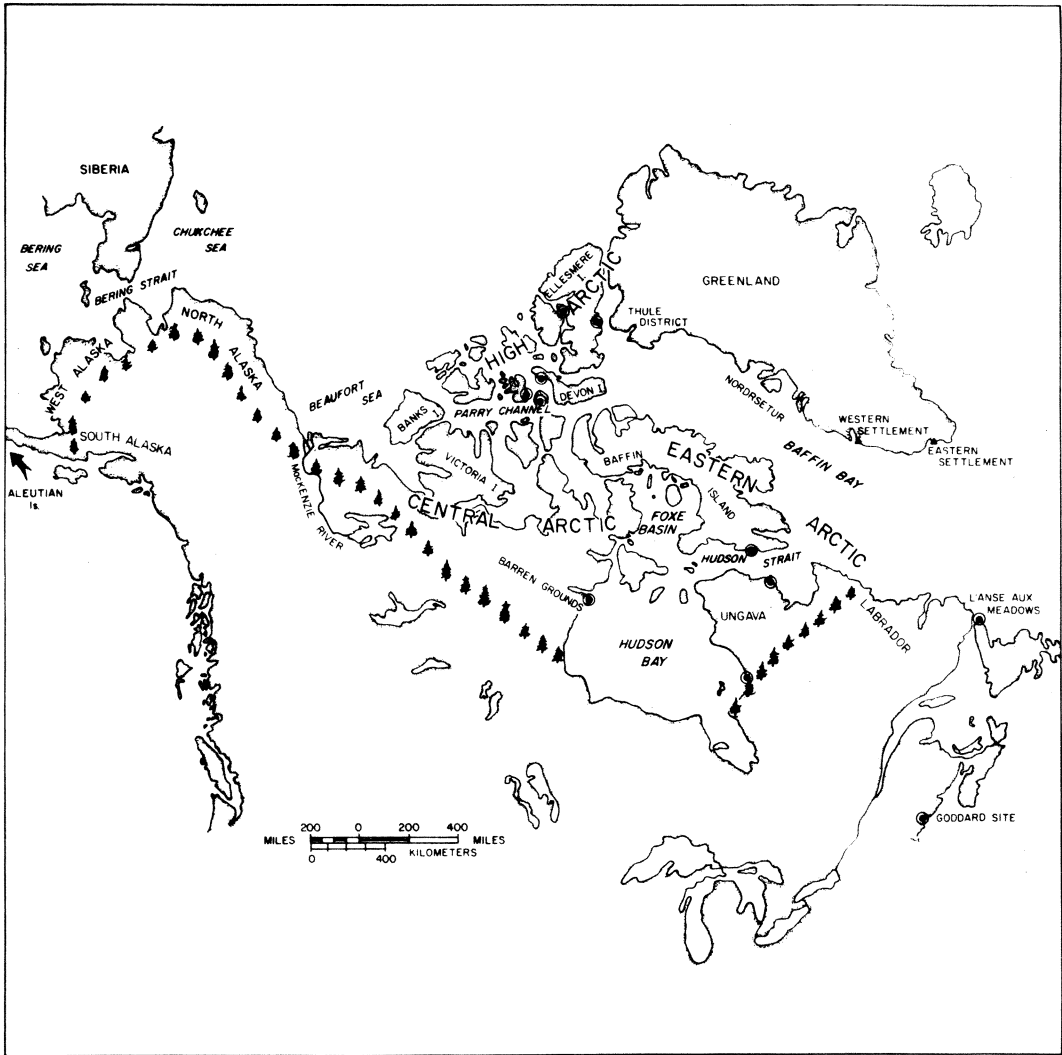 SIBERIA
CHUKCHEE
SEA
BERING
SEA
BERING STRAIT
NORTH
ALASKA
WEST
ALASKA
SOUTH ALASKA
ALEUTIAN
Is.
BEAUFORT
SEA
McKENZIE RIVER
BANKS
I.
VICTORIA I.
PARRY CHANNEL
HIGH
ARCTIC
ELLESMERE
I.
DEVON I.
THULE
DISTRICT
GREENLAND
NORDRSETUR
WESTERN
SETTLEMENT
EASTERN
SETTLEMENT
BAFFIN BAY
BAFFIN
ISLAND
EASTERN
ARCTIC
FOXE
BASIN
CENTRAL
ARCTIC
HUDSON STRAIT
BARREN GROUNDS
UNGAVA
LABRADOR
L'ANSE AUX
MEADOWS
HUDSON
BAY
GODDARD SITE
200 0 200 400
MILES MILES
KILOMETERS
0 400